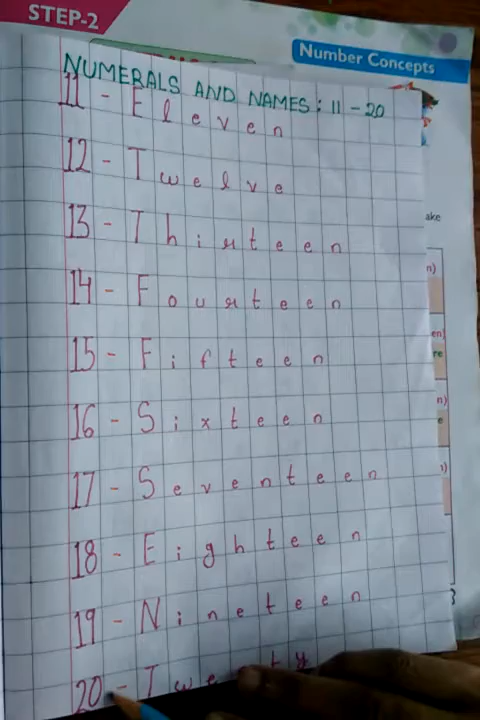 STEP-2
Number Concepts
NUMERALS AND NAMES: 11-20
11 - Eleven
12 - Twelve
13 - Thirteen
14 - Fourteen
15 - Fifteen
16 - Sixteen
17 - Seventeen
18 - Eighteen
19 - Nineteen
20 -